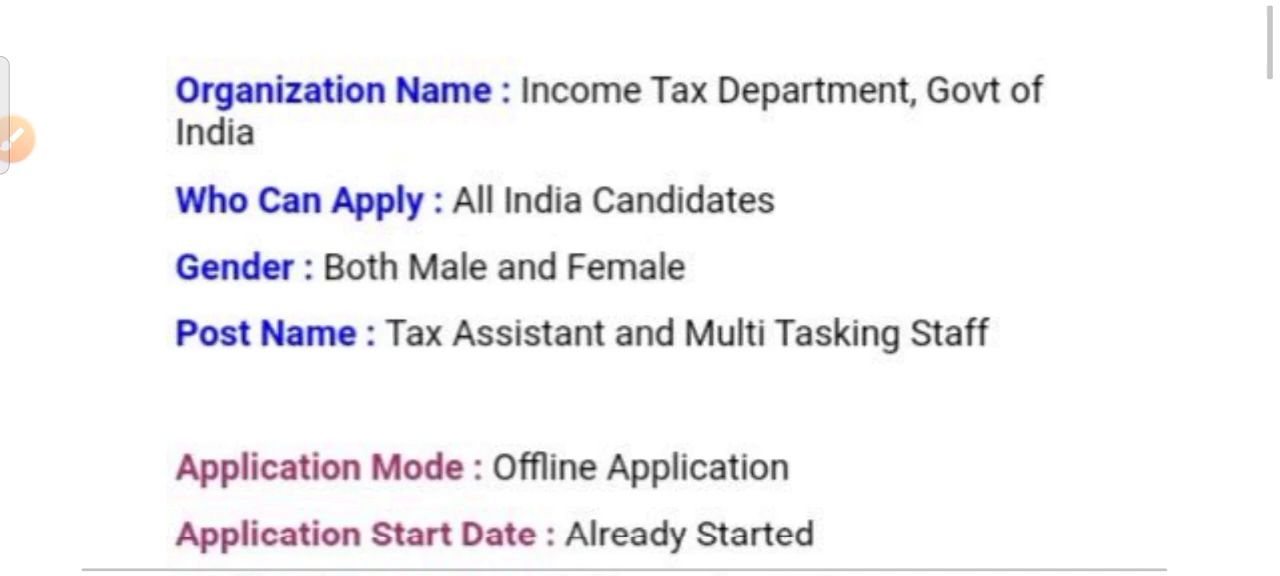 Organization Name : Income Tax Department, Govt of
India
Who Can Apply : All India Candidates
Gender : Both Male and Female
Post Name : Tax Assistant and Multi Tasking Staff
Application Mode : Offline Application
Application Start Date : Already Started